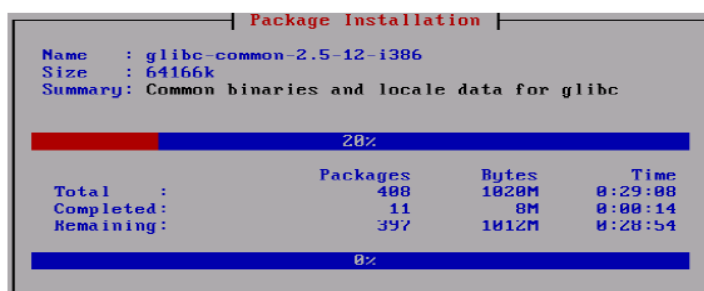 Package Installation
Name : glibc-common-2.5-12-i386
Size : 64166k
Summary: Common binaries and locale data for glibc
20%
Packages Bytes Time
Total : 408 1020M 0:29:08
Completed: 11 8M 0:00:14
Remaining: 397 1012M 0:28:54
0%